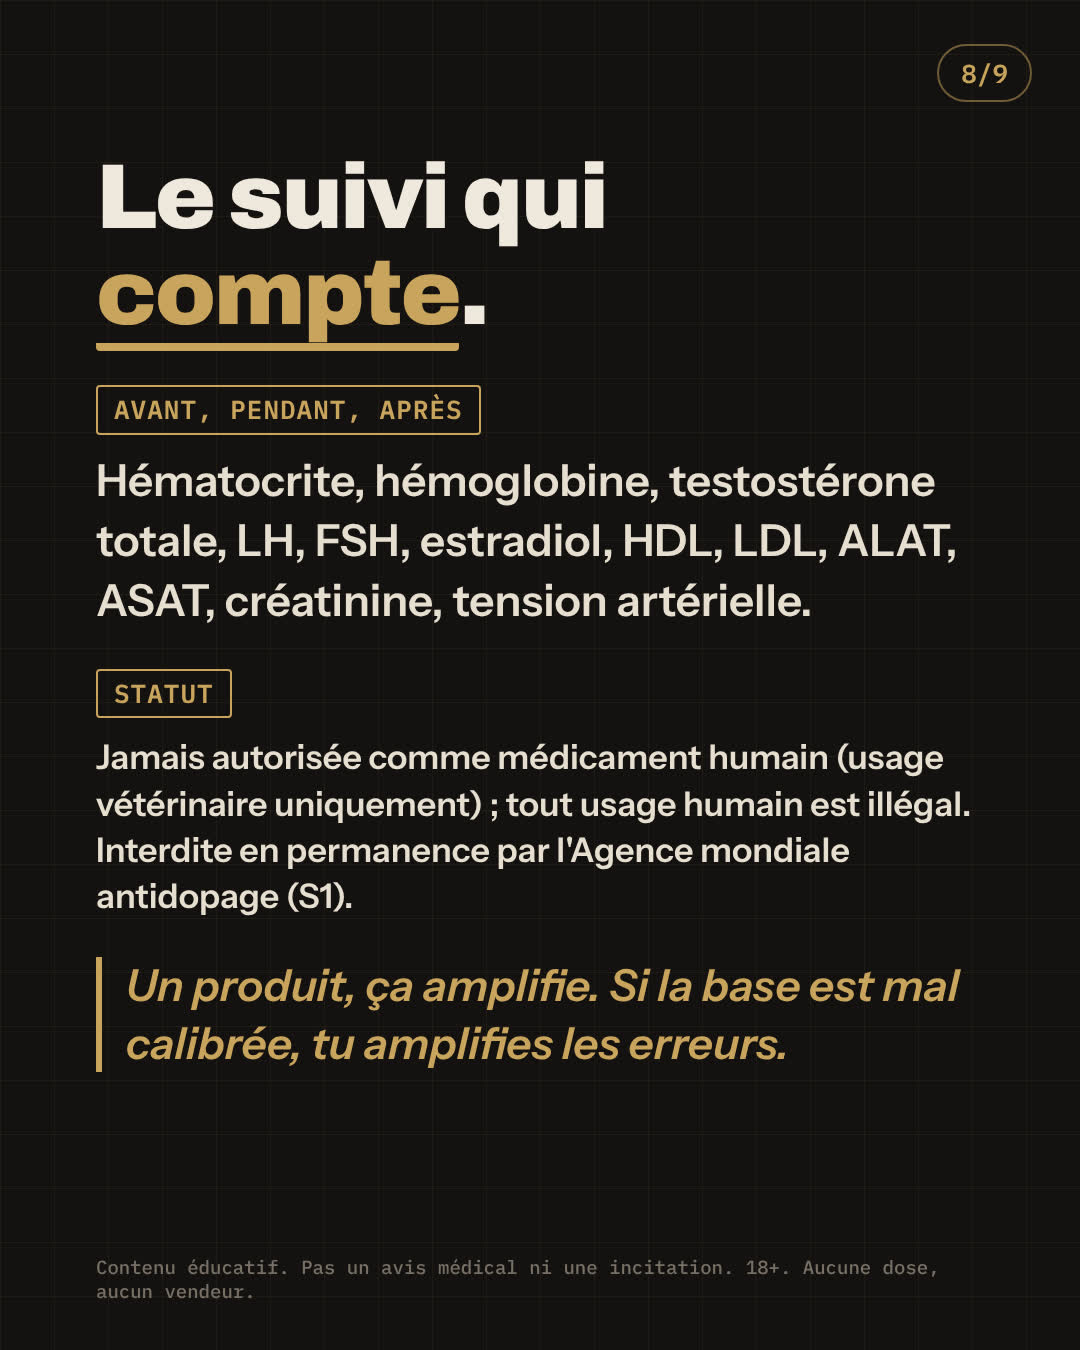 8/9
Le suivi qui
compte.
AVANT, PENDANT, APRÈS
Hématocrite, hémoglobine, testostérone
totale, LH, FSH, estradiol, HDL, LDL, ALAT,
ASAT, créatinine, tension artérielle.
STATUT
Jamais autorisée comme médicament humain (usage
vétérinaire uniquement) ; tout usage humain est illégal.
Interdite en permanence par l'Agence mondiale
antidopage (S1).
Un produit, ça amplifie. Si la base est mal
calibrée, tu amplifies les erreurs.
Contenu éducatif. Pas un avis médical ni une incitation. 18+. Aucune dose,
aucun vendeur.